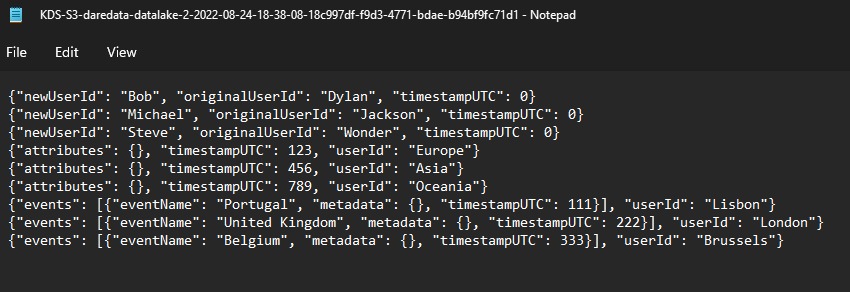 KDS-S3-daredata-datalake-2-2022-08-24-18-38-08-18c997df-f9d3-4771-bdae-b94bf9fc71d1 - Notepad
File Edit View
{"newUserId": "Bob", "originalUserId": "Dylan", "timestampUTC": 0}
{"newUserId": "Michael", "originalUserId": "Jackson", "timestampUTC": 0}
{"newUserId": "Steve", "originalUserId": "Wonder", "timestampUTC": 0}
{"attributes": {}, "timestampUTC": 123, "userId": "Europe"}
{"attributes": {}, "timestampUTC": 456, "userId": "Asia"}
{"attributes": {}, "timestampUTC": 789, "userId": "Oceania"}
{"events": [{"eventName": "Portugal", "metadata": {}, "timestampUTC": 111}], "userId": "Lisbon"}
{"events": [{"eventName": "United Kingdom", "metadata": {}, "timestampUTC": 222}], "userId": "London"}
{"events": [{"eventName": "Belgium", "metadata": {}, "timestampUTC": 333}], "userId": "Brussels"}